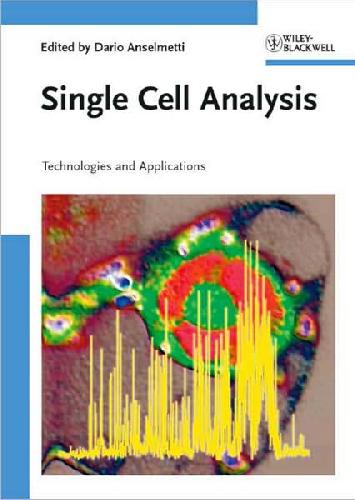 Edited by Dario Anselmetti
WILEY-
BLACKWELL
Single Cell Analysis
Technologies and Applications